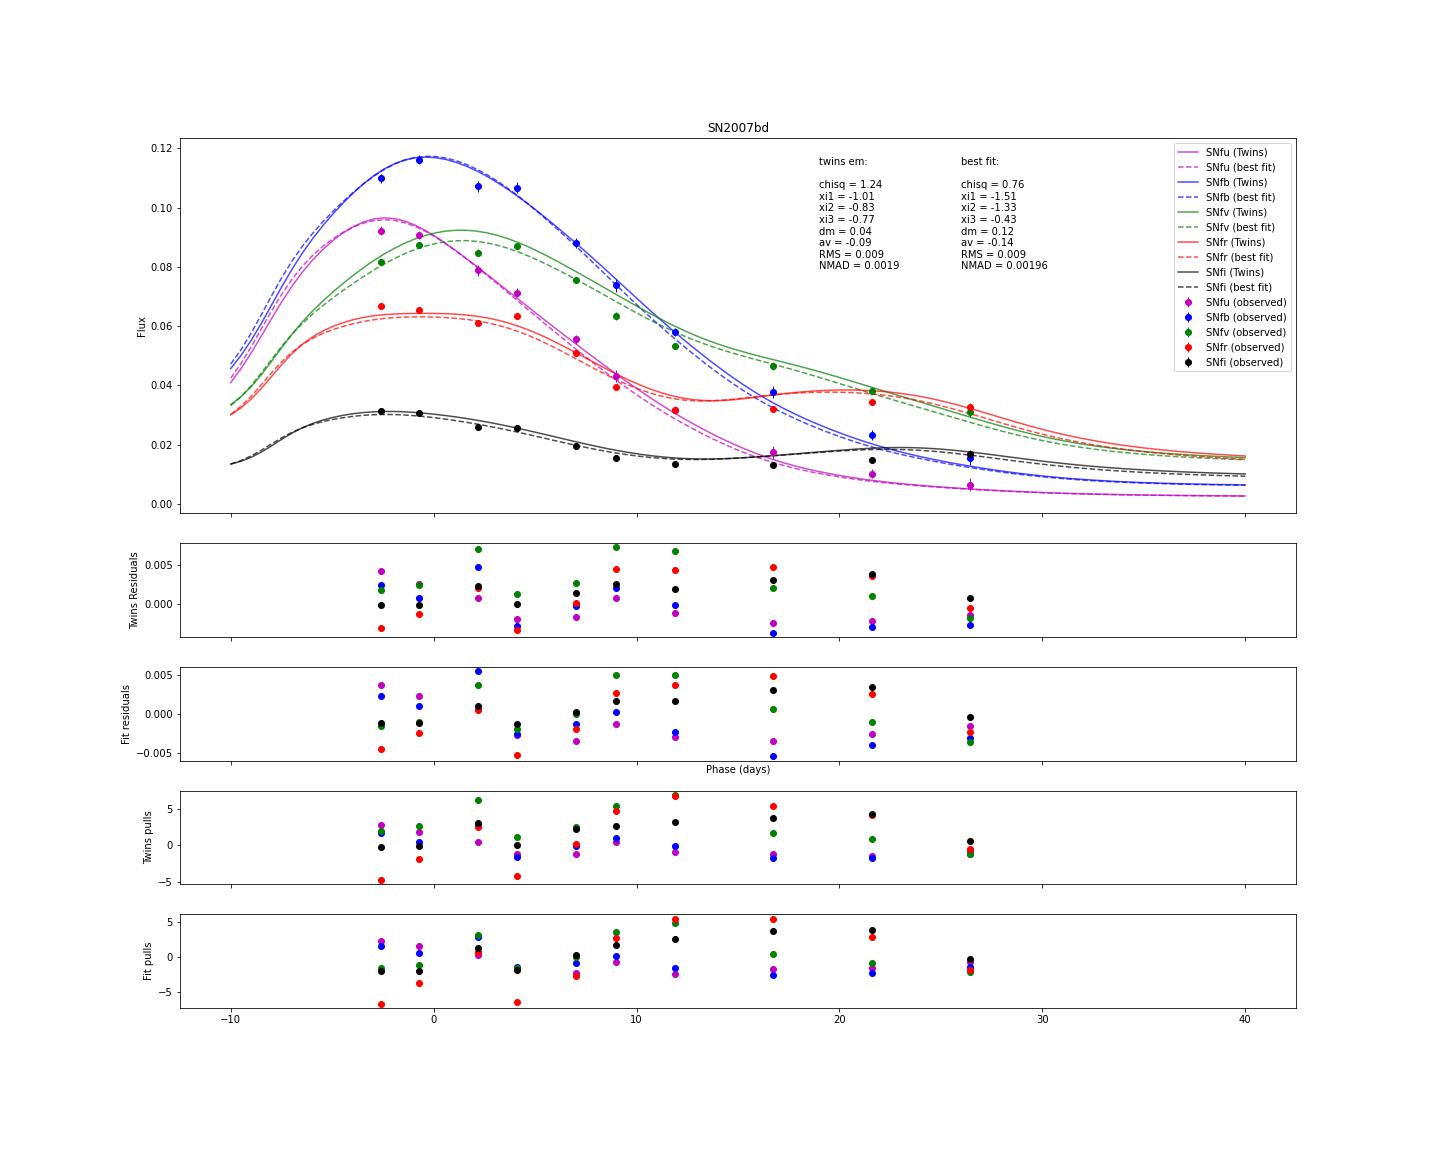 SN2007bd
Flux
0.12
0.10
0.08
0.06
0.04
0.02
0.00
twins em:
chisq = 1.24
xi1 = -1.01
xi2 = -0.83
xi3 = -0.77
dm = 0.04
av = -0.09
RMS = 0.009
NMAD = 0.0019
best fit:
chisq = 0.76
xi1 = -1.51
xi2 = -1.33
xi3 = -0.43
dm = 0.12
av = -0.14
RMS = 0.009
NMAD = 0.00196
SNfu (Twins)
SNfu (best fit)
SNfb (Twins)
SNfb (best fit)
SNfv (Twins)
SNfv (best fit)
SNfr (Twins)
SNfr (best fit)
SNfi (Twins)
SNfi (best fit)
SNfu (observed)
SNfb (observed)
SNfv (observed)
SNfr (observed)
SNfi (observed)
Twins Residuals
0.005
0.000
Fit residuals
0.005
0.000
−0.005
Phase (days)
Twins pulls
5
0
−5
Fit pulls
5
0
−5
−10
0
10
20
30
40